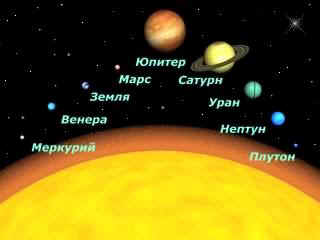 Юпитер
Марс
Сатурн
Земля
Уран
Венера
Нептун
Меркурий
Плутон